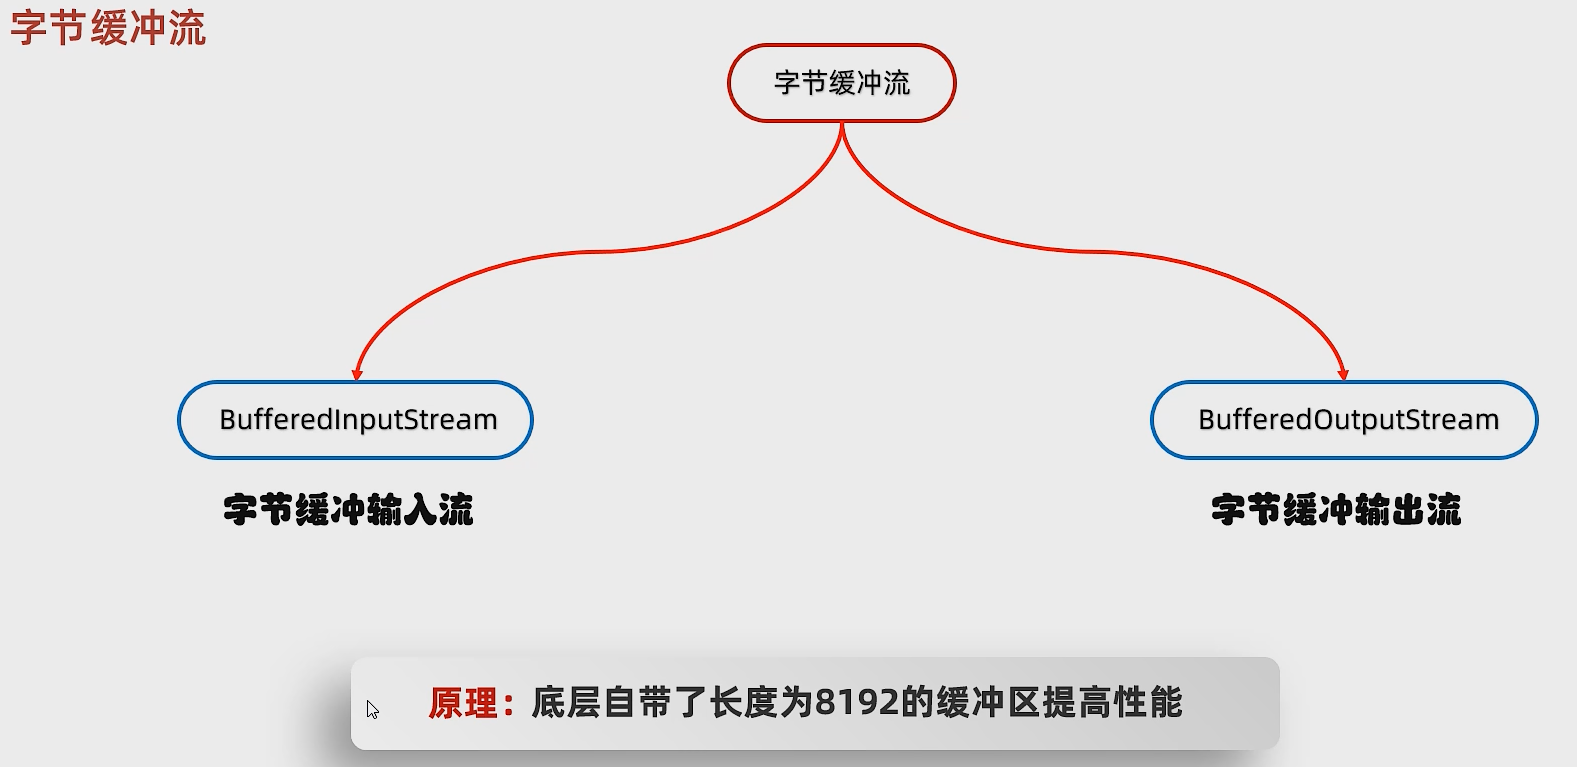 字节缓冲流
字节缓冲流
BufferedInputStream
BufferedOutputStream
字节缓冲输入流
字节缓冲输出流
原理：底层自带了长度为8192的缓冲区提高性能